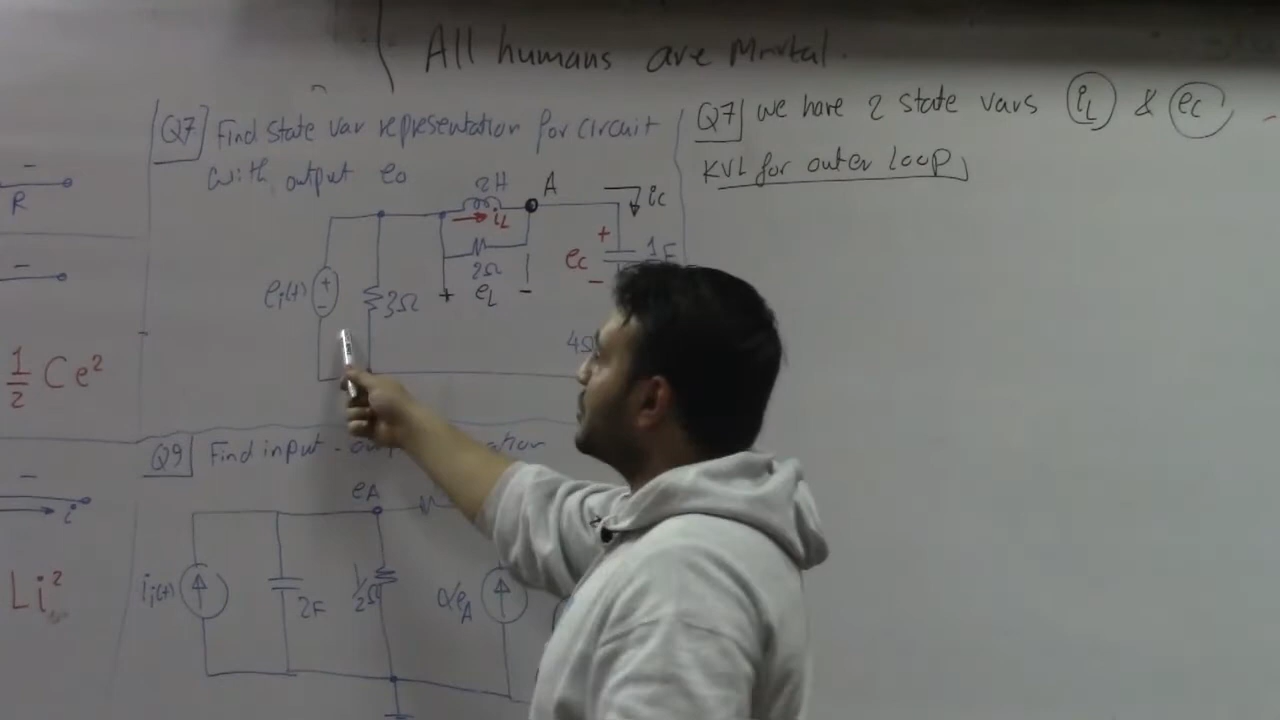 All humans are Mortal.
Q7 Find state var representation for circuit
with output eo
2H
A
iL
ic
2Ω
+ eL -
+
ec
-
1F
ei(t)
+
-
3Ω
4Ω
Q7 we have 2 state vars iL & ec
KVL for outer loop
-
R
-
1/2 Ce²
-
i
Li²
Q9 Find input -
eA
ii(t)
2F
1/2Ω
αeA